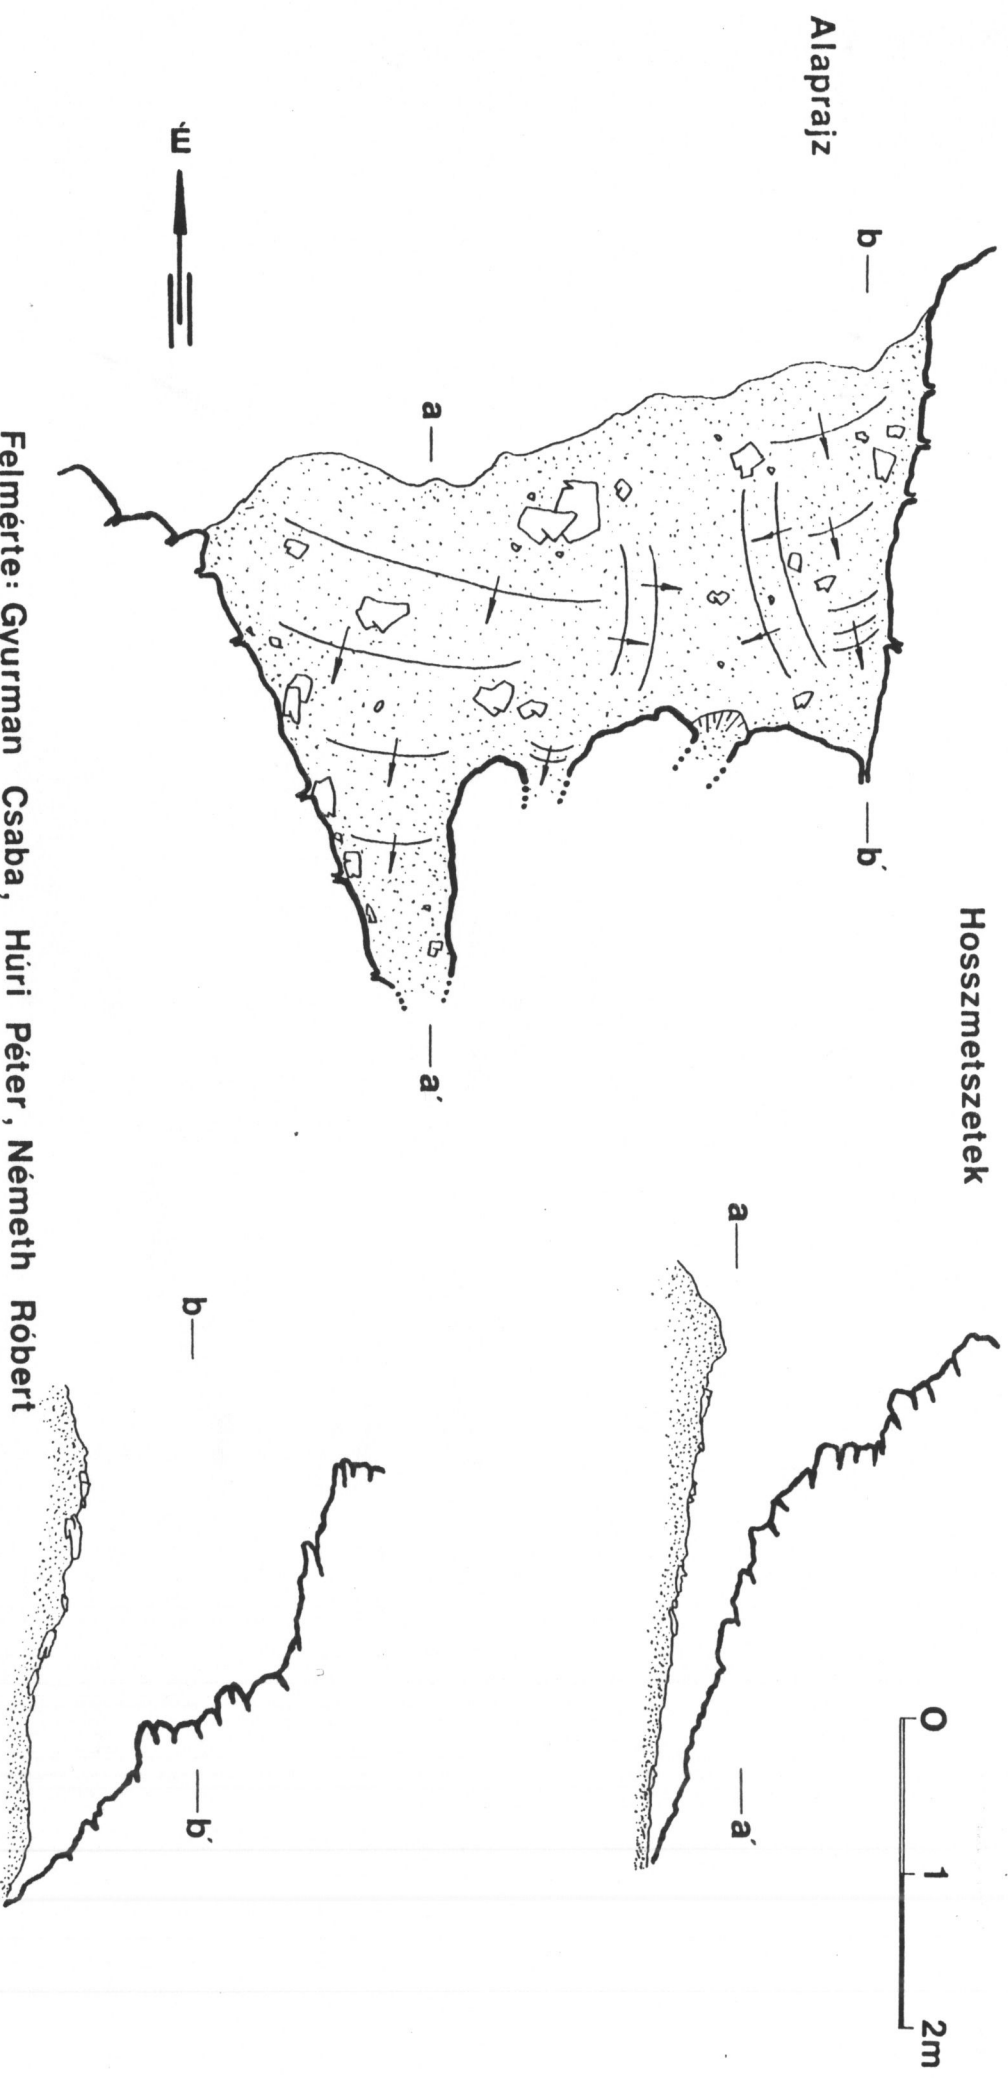 Alaprajz
Hosszmetszetek
É
a
a′
b
b′
a
a′
b
b′
0 1 2m
Felmérte: Gyurman Csaba, Húri Péter, Németh Róbert